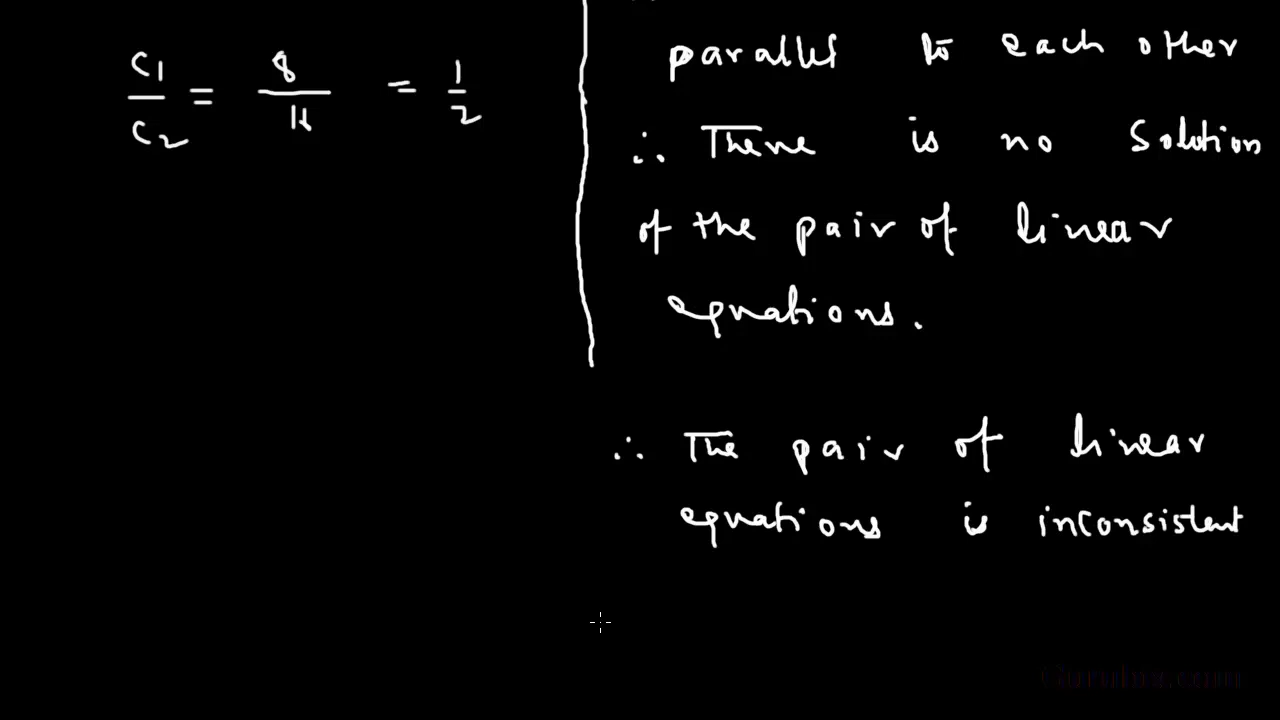 c1/c2 = 8/16 = 1/2
parallel to each other
∴ There is no solution
of the pair of linear
equations.
∴ The pair of linear
equations is inconsistent